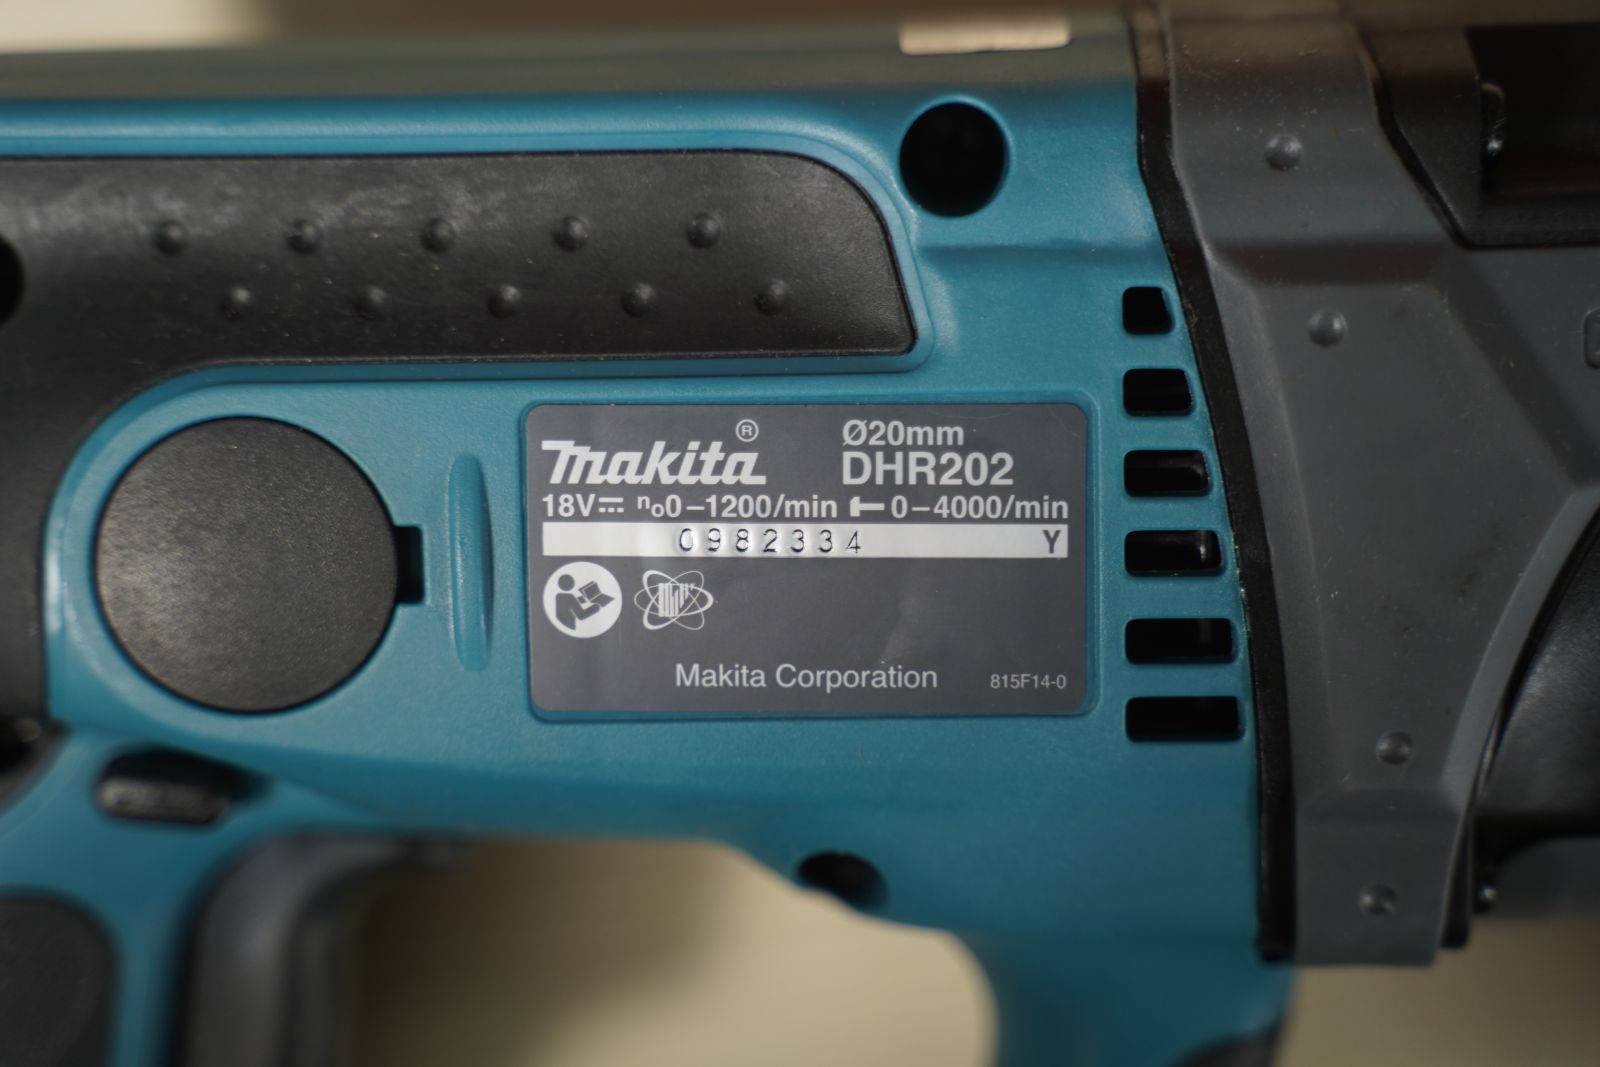 makita®
Ø20mm
DHR202
18V⎓ n₀0–1200/min 0–4000/min
0982334 Y
Makita Corporation
815F14-0